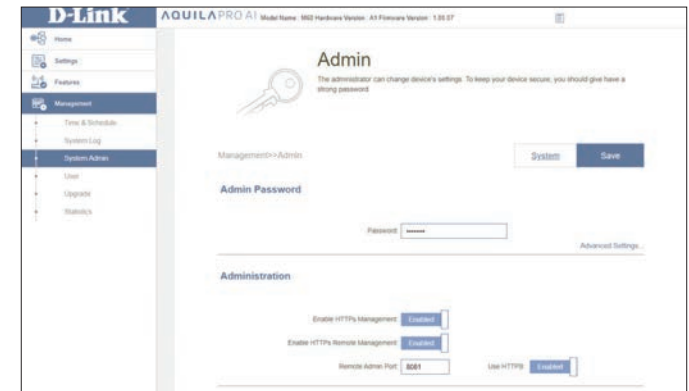 D-Link
AQUILA PRO AI Model Name: M60 Hardware Version: A1 Firmware Version: 1.00.07
Home
Settings
Features
Management
Time & Schedule
System Log
System Admin
User
Upgrade
Statistics
Admin
The administrator can change device's settings. To keep your device secure, you should give have a
strong password
Management>>Admin
System
Save
Admin Password
Password
Advanced Settings...
Administration
Enable HTTPs Management Enabled
Enable HTTPs Remote Management Enabled
Remote Admin Port 8081 Use HTTPS Enabled